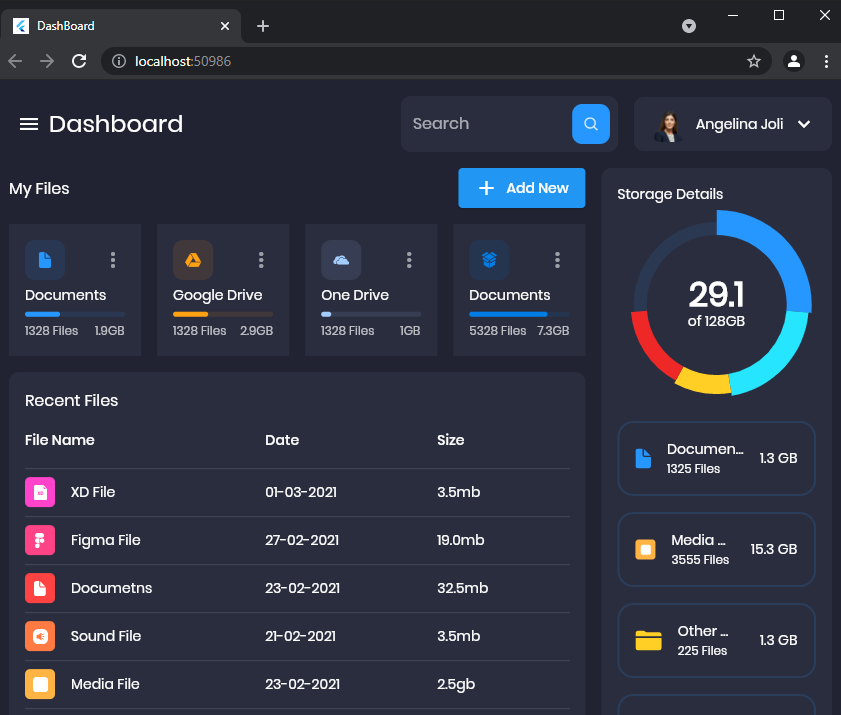 DashBoard
localhost:50986
Dashboard
Search
Angelina Joli
My Files
Add New
Documents
1328 Files 1.9GB
Google Drive
1328 Files 2.9GB
One Drive
1328 Files 1GB
Documents
5328 Files 7.3GB
Recent Files
File Name Date Size
XD File 01-03-2021 3.5mb
Figma File 27-02-2021 19.0mb
Documetns 23-02-2021 32.5mb
Sound File 21-02-2021 3.5mb
Media File 23-02-2021 2.5gb
Storage Details
29.1
of 128GB
Documen... 1.3 GB
1325 Files
Media ... 15.3 GB
3555 Files
Other ... 1.3 GB
225 Files